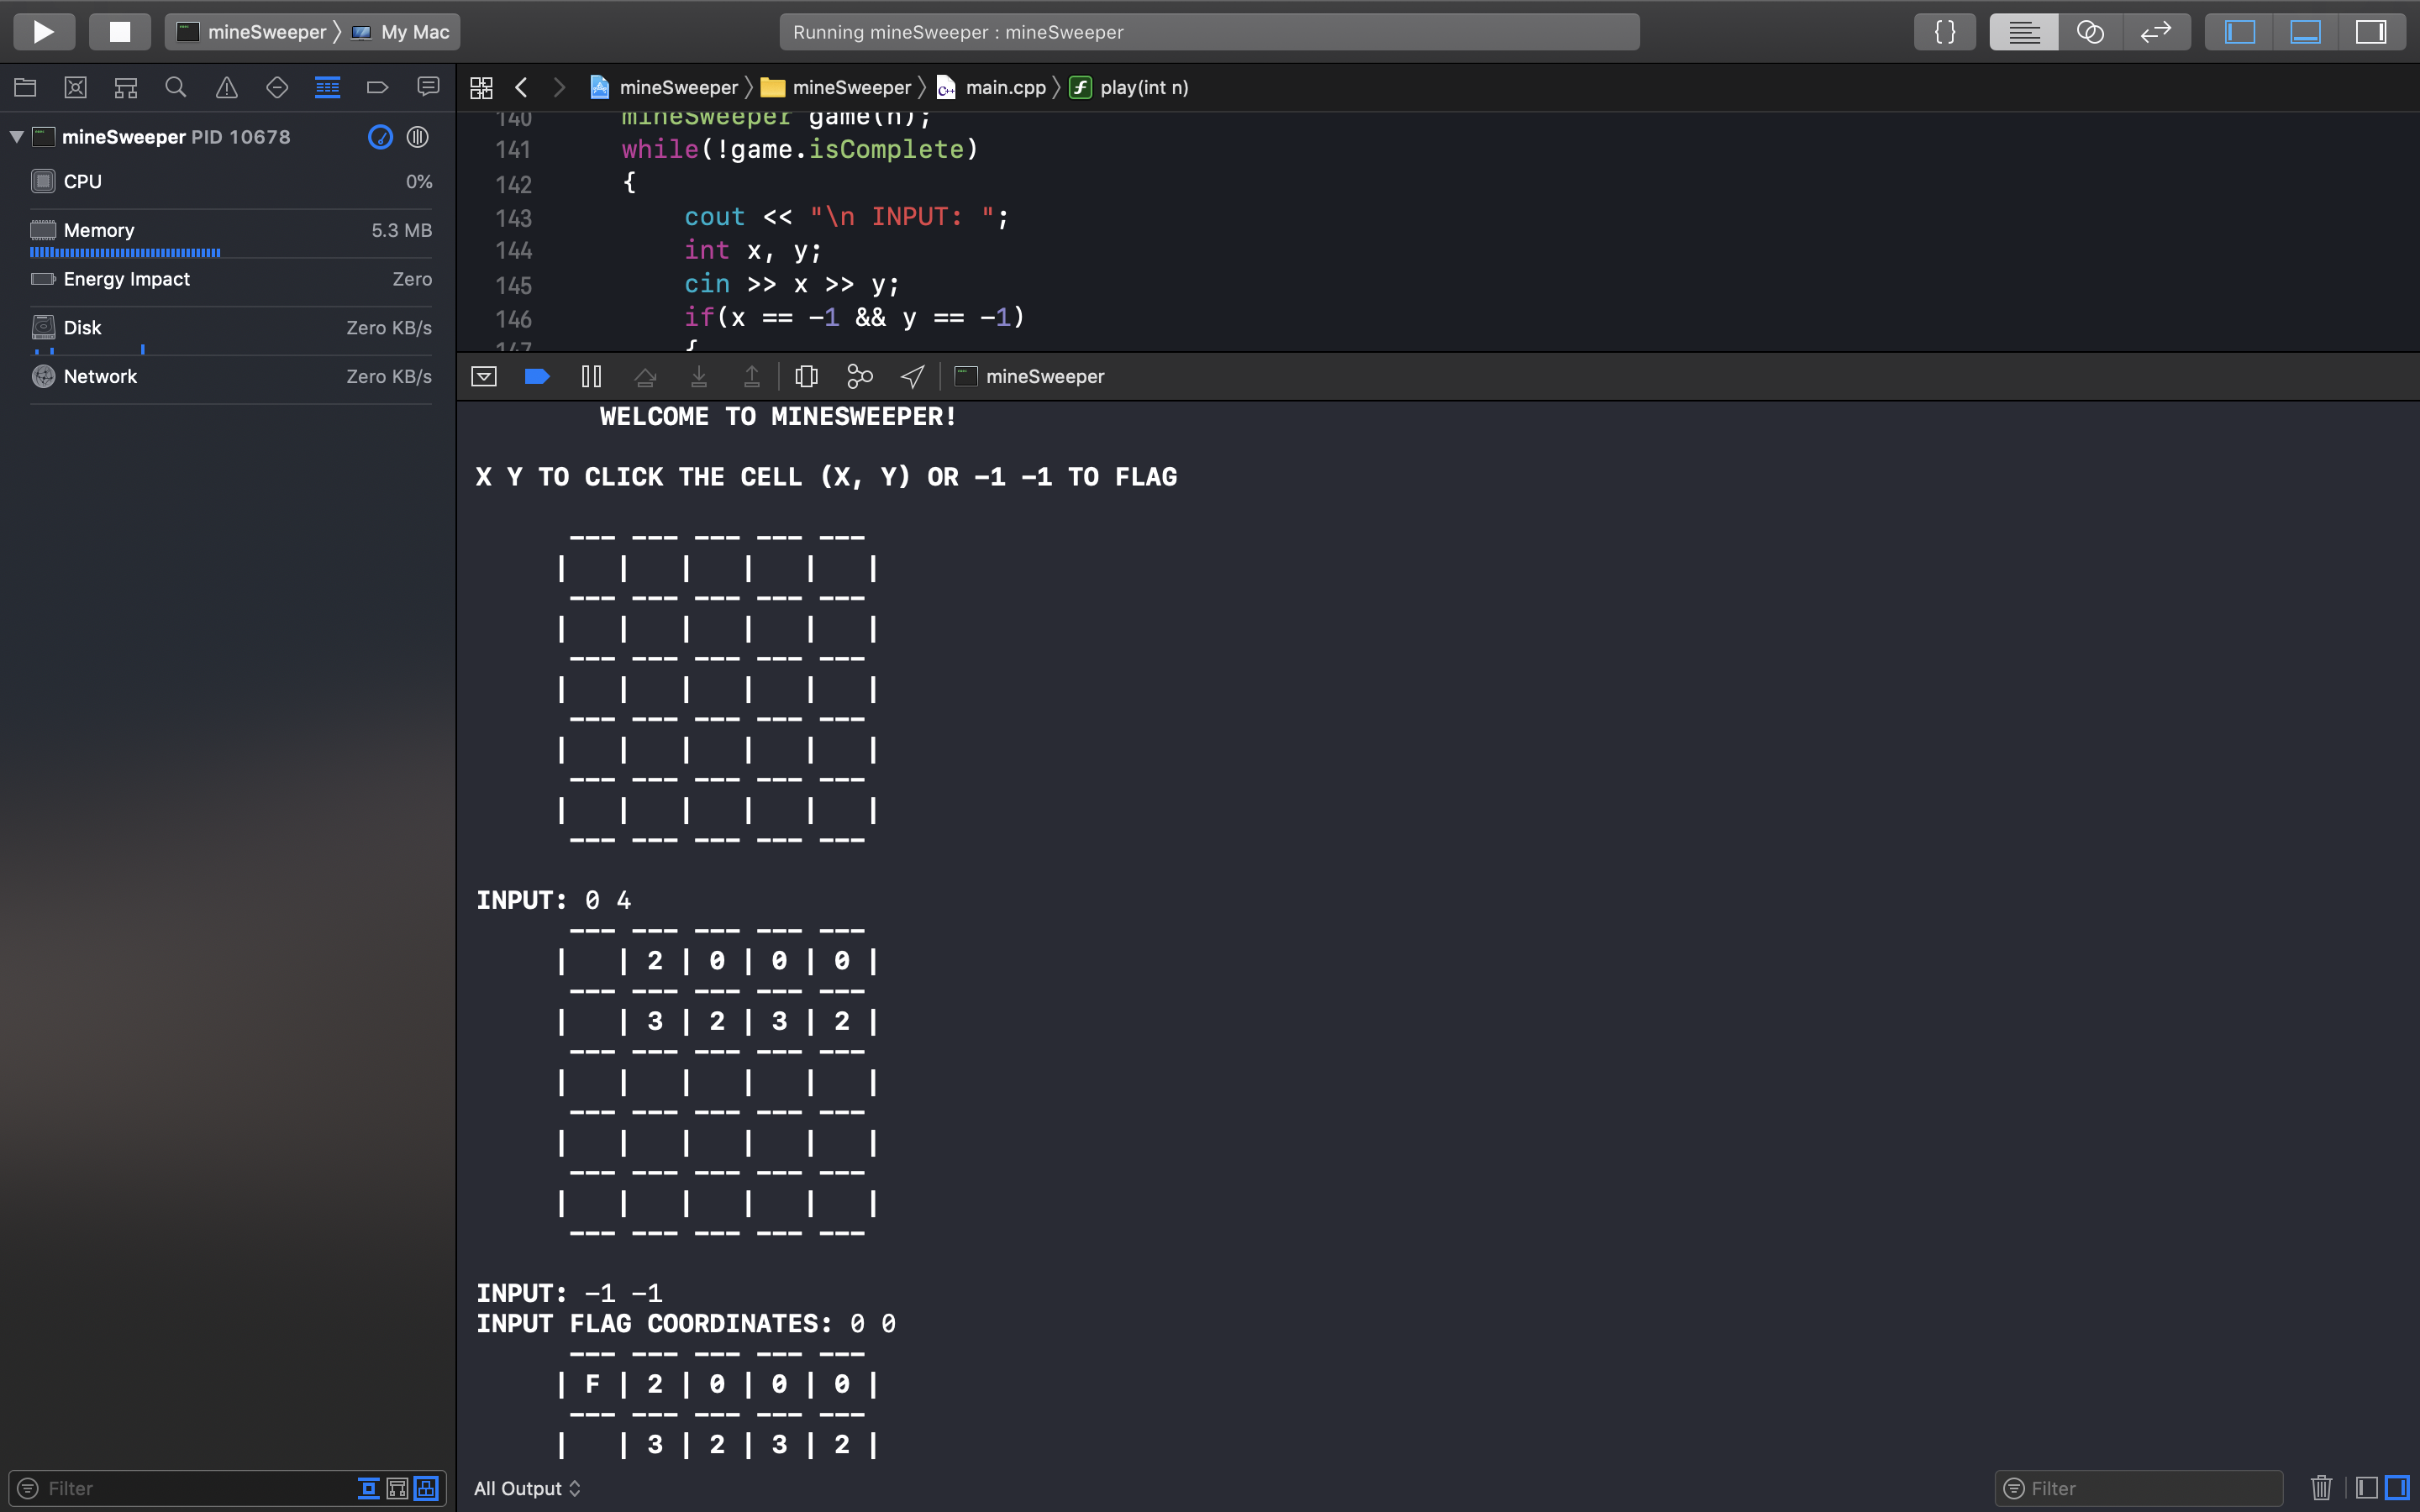 mineSweeper 〉 My Mac
Running mineSweeper : mineSweeper
{}
mineSweeper 〉 mineSweeper 〉 main.cpp 〉 play(int n)
mineSweeper PID 10678
CPU 0%
Memory 5.3 MB
Energy Impact Zero
Disk Zero KB/s
Network Zero KB/s
Filter
140 mineSweeper game(n);
141 while(!game.isComplete)
142 {
143 cout << "\n INPUT: ";
144 int x, y;
145 cin >> x >> y;
146 if(x == -1 && y == -1)
147 {
mineSweeper
WELCOME TO MINESWEEPER!
X Y TO CLICK THE CELL (X, Y) OR -1 -1 TO FLAG
 --- --- --- --- ---
|   |   |   |   |   |
 --- --- --- --- ---
|   |   |   |   |   |
 --- --- --- --- ---
|   |   |   |   |   |
 --- --- --- --- ---
|   |   |   |   |   |
 --- --- --- --- ---
|   |   |   |   |   |
 --- --- --- --- ---
INPUT: 0 4
 --- --- --- --- ---
|   | 2 | 0 | 0 | 0 |
 --- --- --- --- ---
|   | 3 | 2 | 3 | 2 |
 --- --- --- --- ---
|   |   |   |   |   |
 --- --- --- --- ---
|   |   |   |   |   |
 --- --- --- --- ---
|   |   |   |   |   |
 --- --- --- --- ---
INPUT: -1 -1
INPUT FLAG COORDINATES: 0 0
 --- --- --- --- ---
| F | 2 | 0 | 0 | 0 |
 --- --- --- --- ---
|   | 3 | 2 | 3 | 2 |
All Output
Filter